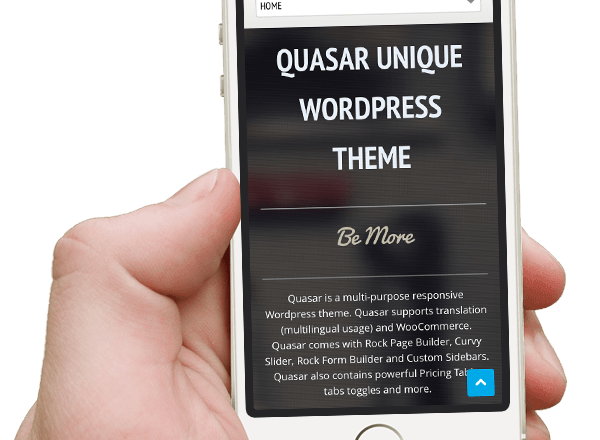 HOME
QUASAR UNIQUE
WORDPRESS
THEME
Be More
Quasar is a multi-purpose responsive
Wordpress theme. Quasar supports translation
(multilingual usage) and WooCommerce.
Quasar comes with Rock Page Builder, Curvy
Slider, Rock Form Builder and Custom Sidebars.
Quasar also contains powerful Pricing
tabs toggles and more.